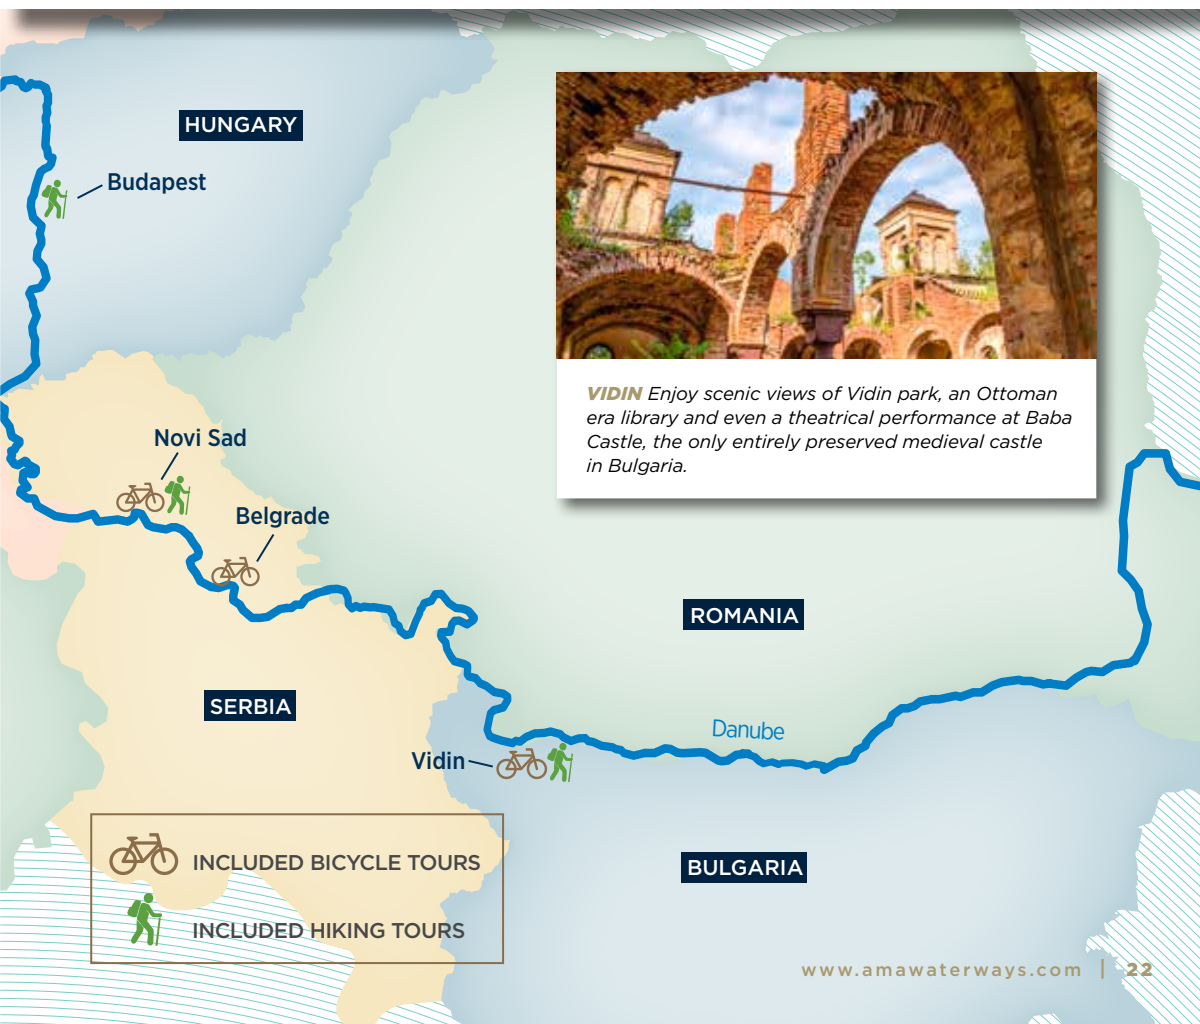 HUNGARY
Budapest
VIDIN Enjoy scenic views of Vidin park, an Ottoman
era library and even a theatrical performance at Baba
Castle, the only entirely preserved medieval castle
in Bulgaria.
Novi Sad
Belgrade
ROMANIA
SERBIA
Danube
Vidin
INCLUDED BICYCLE TOURS
BULGARIA
INCLUDED HIKING TOURS
www.amawaterways.com | 22